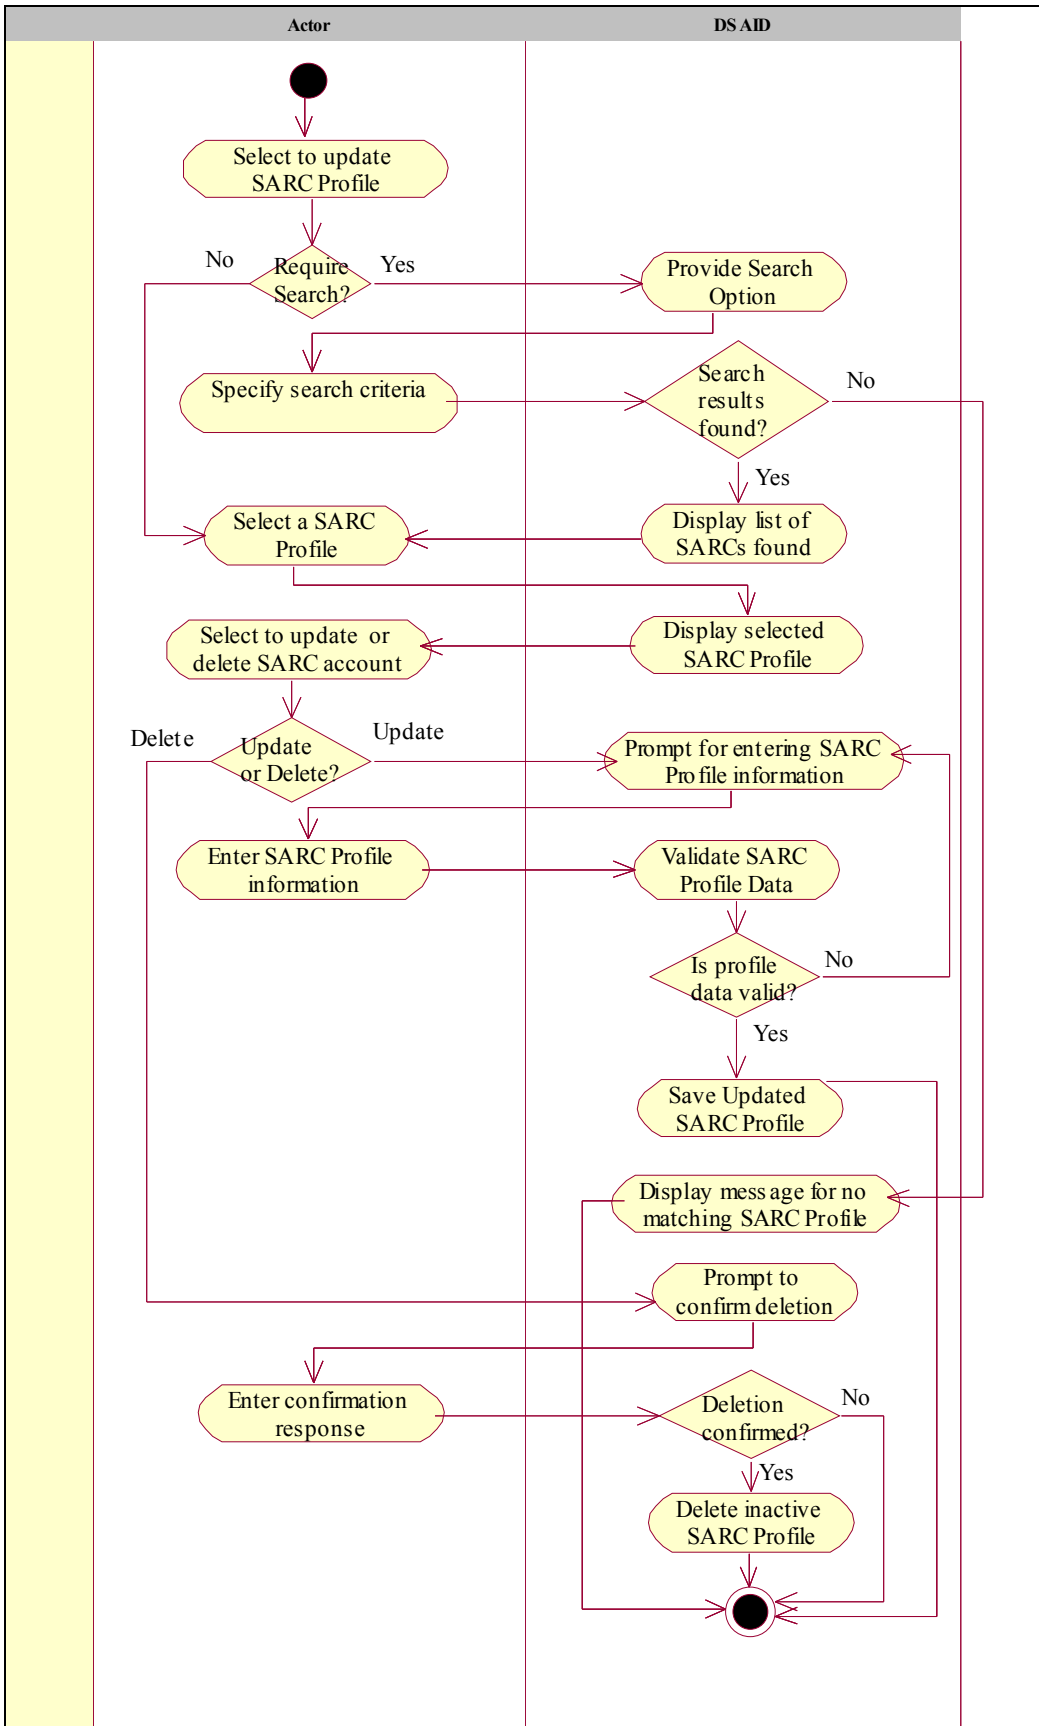 Actor
DSAID
Select to update
SARC Profile
No
Require
Search?
Yes
Provide Search
Option
Specify search criteria
Search
results
found?
No
Yes
Select a SARC
Profile
Display list of
SARCs found
Select to update or
delete SARC account
Display selected
SARC Profile
Delete
Update
or Delete?
Update
Prompt for entering SARC
Profile information
Enter SARC Profile
information
Validate SARC
Profile Data
Is profile
data valid?
No
Yes
Save Updated
SARC Profile
Display message for no
matching SARC Profile
Prompt to
confirm deletion
Enter confirmation
response
Deletion
confirmed?
No
Yes
Delete inactive
SARC Profile